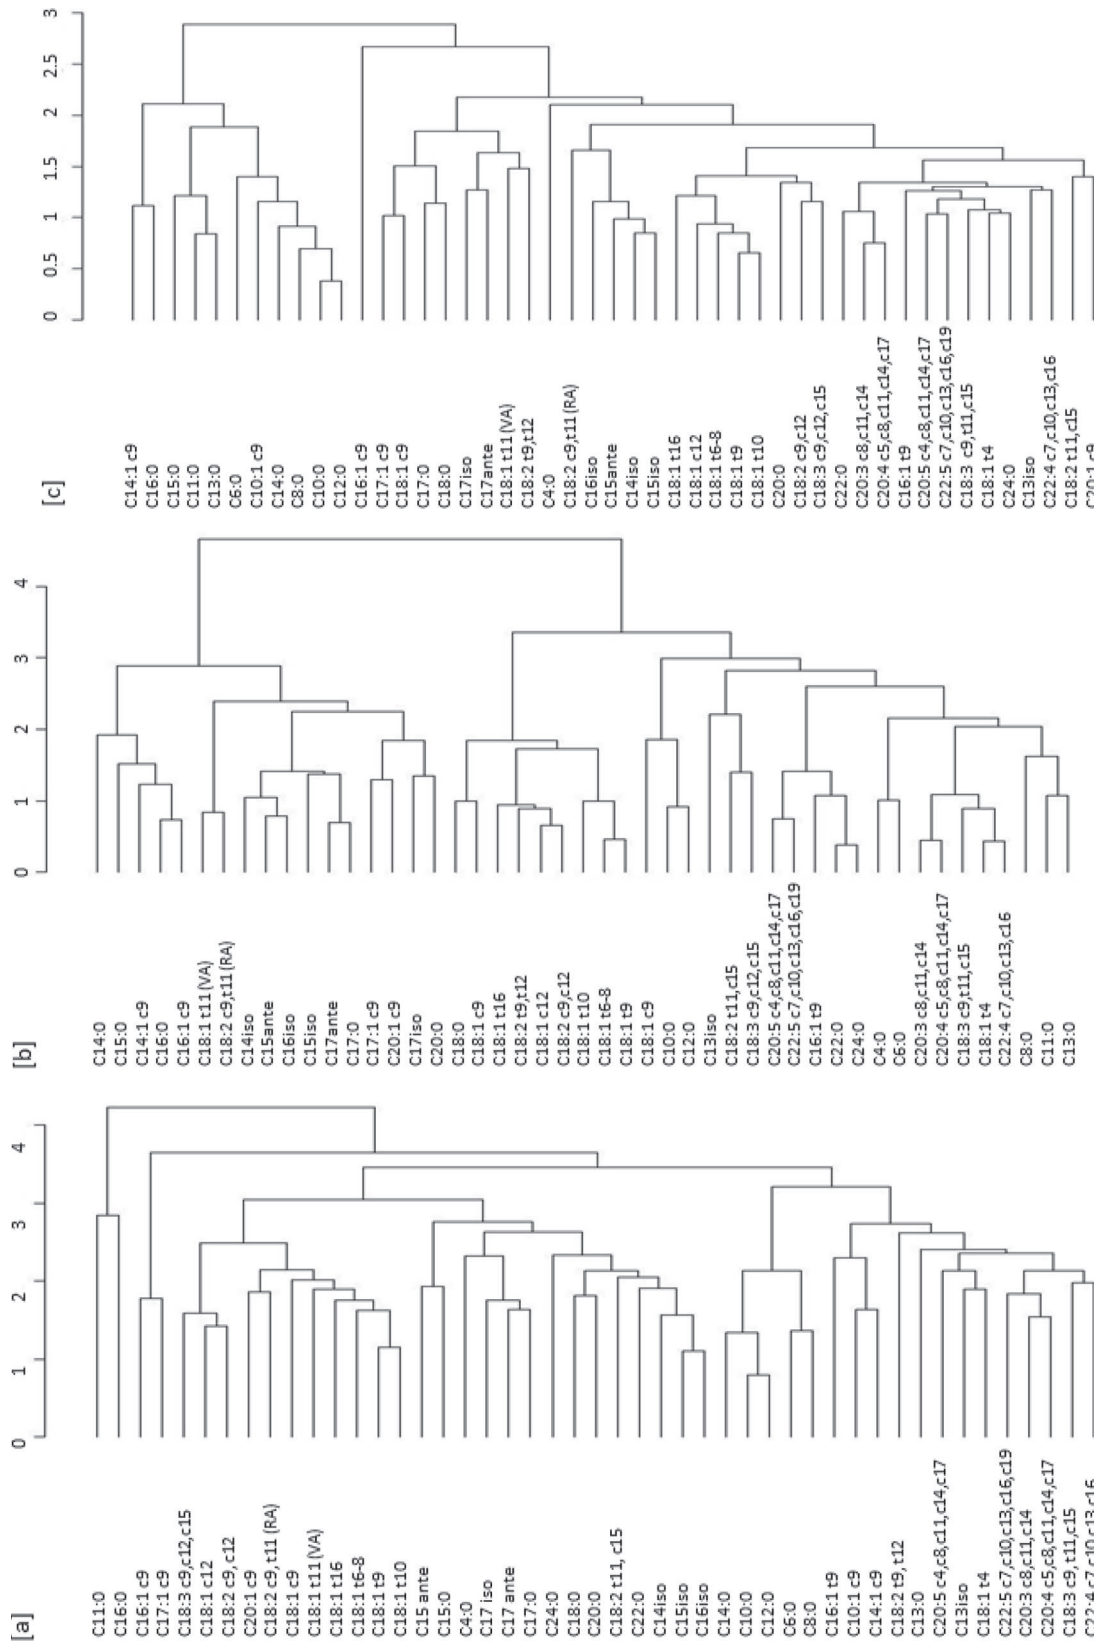 [a]
C11:0
C16:0
C16:1 c9
C17:1 c9
C18:3 c9,c12,c15
C18:1 c12
C18:2 c9, c12
C20:1 c9
C18:2 c9, t11 (RA)
C18:1 c9
C18:1 t11 (VA)
C18:1 t16
C18:1 t6-8
C18:1 t9
C18:1 t10
C15 ante
C15:0
C4:0
C17 iso
C17 ante
C17:0
C24:0
C18:0
C20:0
C18:2 t11, c15
C22:0
C14iso
C15iso
C16iso
C14:0
C10:0
C12:0
C6:0
C8:0
C16:1 t9
C10:1 c9
C14:1 c9
C18:2 t9, t12
C13:0
C20:5 c4,c8,c11,c14,c17
C13iso
C18:1 t4
C22:5 c7,c10,c13,c16,c19
C20:3 c8,c11,c14
C20:4 c5,c8,c11,c14,c17
C18:3 c9,t11,c15
C22:4 c7,c10,c13,c16
0
1
2
3
4
[b]
C14:0
C15:0
C14:1 c9
C16:0
C16:1 c9
C18:1 t11 (VA)
C18:2 c9,t11 (RA)
C14iso
C15ante
C16iso
C15iso
C17ante
C17:0
C17:1 c9
C20:1 c9
C17iso
C20:0
C18:0
C18:1 c9
C18:1 t16
C18:2 t9,t12
C18:1 c12
C18:2 c9,c12
C18:1 t10
C18:1 t6-8
C18:1 t9
C18:1 c9
C10:0
C12:0
C13iso
C18:2 t11,c15
C18:3 c9,c12,c15
C20:5 c4,c8,c11,c14,c17
C22:5 c7,c10,c13,c16,c19
C16:1 t9
C22:0
C24:0
C4:0
C6:0
C20:3 c8,c11,c14
C20:4 c5,c8,c11,c14,c17
C18:3 c9,t11,c15
C18:1 t4
C22:4 c7,c10,c13,c16
C8:0
C11:0
C13:0
0
1
2
3
4
[c]
C14:1 c9
C16:0
C15:0
C11:0
C13:0
C6:0
C10:1 c9
C14:0
C8:0
C10:0
C12:0
C16:1 c9
C17:1 c9
C18:1 c9
C17:0
C18:0
C17iso
C17ante
C18:1 t11 (VA)
C18:2 t9,t12
C4:0
C18:2 c9,t11 (RA)
C16iso
C15ante
C14iso
C15iso
C18:1 t16
C18:1 c12
C18:1 t6-8
C18:1 t9
C18:1 t10
C20:0
C18:2 c9,c12
C18:3 c9,c12,c15
C22:0
C20:3 c8,c11,c14
C20:4 c5,c8,c11,c14,c17
C16:1 t9
C20:5 c4,c8,c11,c14,c17
C22:5 c7,c10,c13,c16,c19
C18:3 c9,t11,c15
C18:1 t4
C24:0
C13iso
C22:4 c7,c10,c13,c16
C18:2 t11,c15
C20:1 c9
0
0.5
1
1.5
2
2.5
3